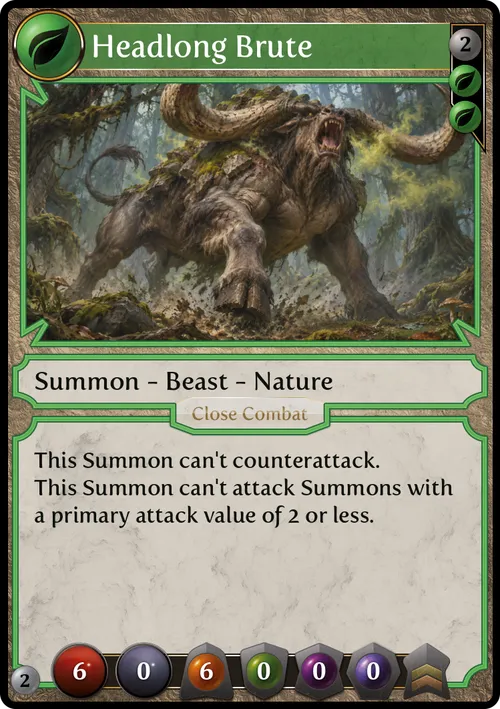 Headlong Brute
2
Summon - Beast - Nature
Close Combat
This Summon can't counterattack.
This Summon can't attack Summons with
a primary attack value of 2 or less.
2
6* 0* 6 0 0 0